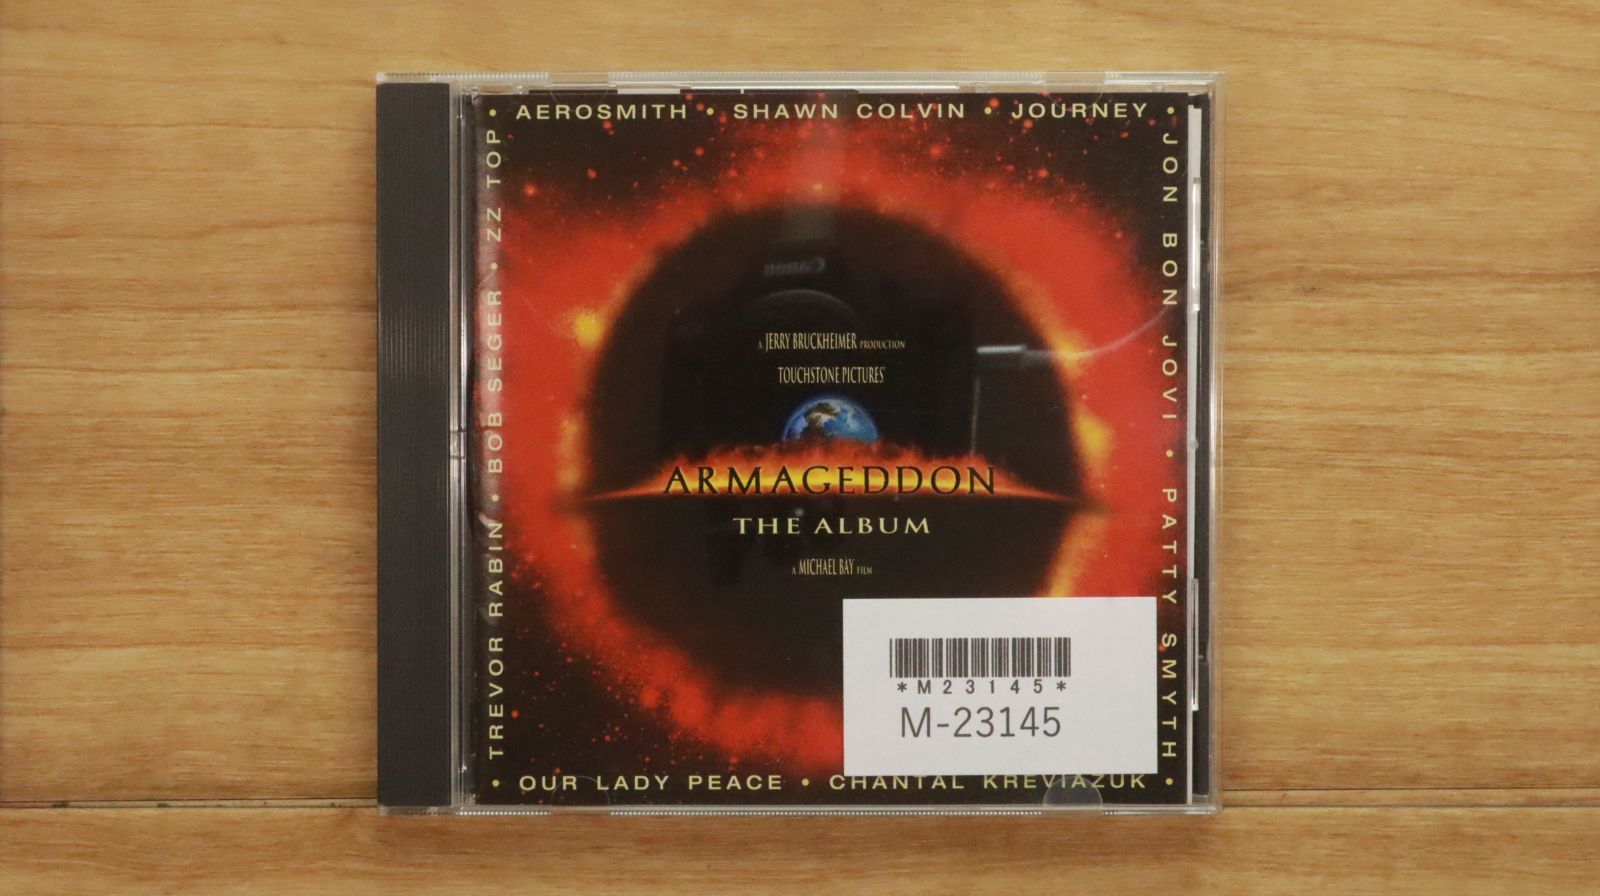 • AEROSMITH • SHAWN COLVIN • JOURNEY •
JON BON JOVI • PATTY SMYTH
TREVOR RABIN • BOB SEGER • ZZ TOP
A JERRY BRUCKHEIMER PRODUCTION
TOUCHSTONE PICTURES
ARMAGEDDON
THE ALBUM
A MICHAEL BAY FILM
*M23145*
M-23145
• OUR LADY PEACE • CHANTAL KREVIAZUK •
Canon